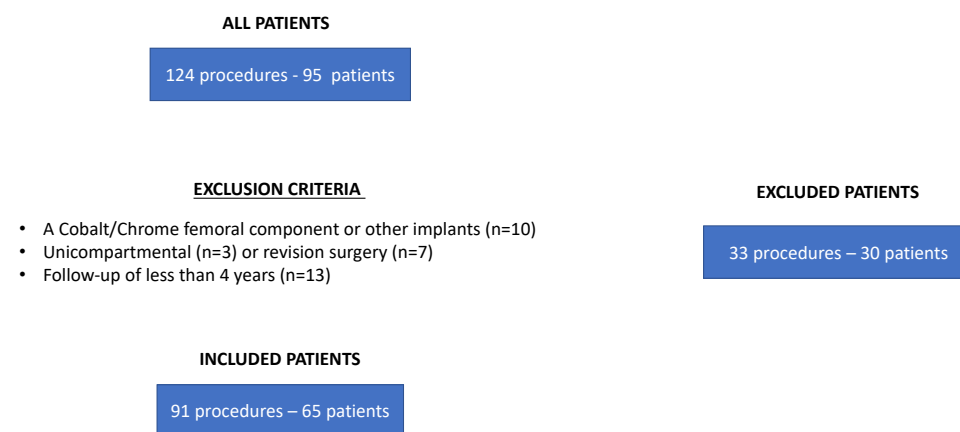 ALL PATIENTS
124 procedures - 95 patients
EXCLUSION CRITERIA
• A Cobalt/Chrome femoral component or other implants (n=10)
• Unicompartmental (n=3) or revision surgery (n=7)
• Follow-up of less than 4 years (n=13)
EXCLUDED PATIENTS
33 procedures – 30 patients
INCLUDED PATIENTS
91 procedures – 65 patients